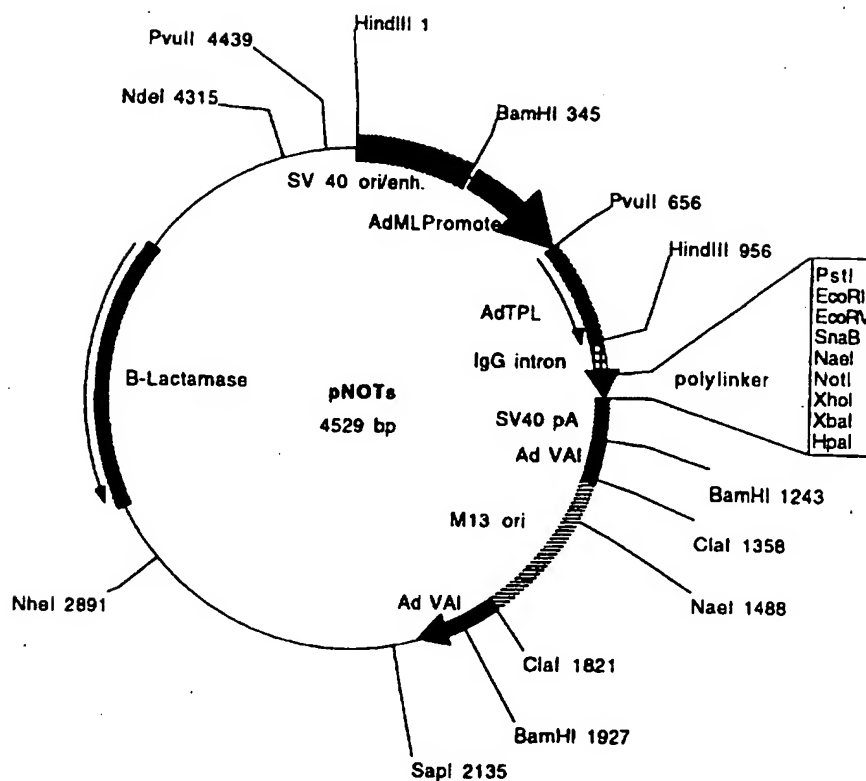 HindIII 1
PvuII 4439
NdeI 4315
BamHI 345
SV 40 ori/enh.
AdMLPromote
PvuII 656
HindIII 956
AdTPL
IgG intron
polylinker
PstI
EcoRI
EcoRV
SnaB
NaeI
NotI
XhoI
XbaI
HpaI
B-Lactamase
pNOTs
4529 bp
SV40 pA
Ad VAI
BamHI 1243
M13 ori
ClaI 1358
NaeI 1488
NheI 2891
Ad VAI
ClaI 1821
BamHI 1927
SapI 2135